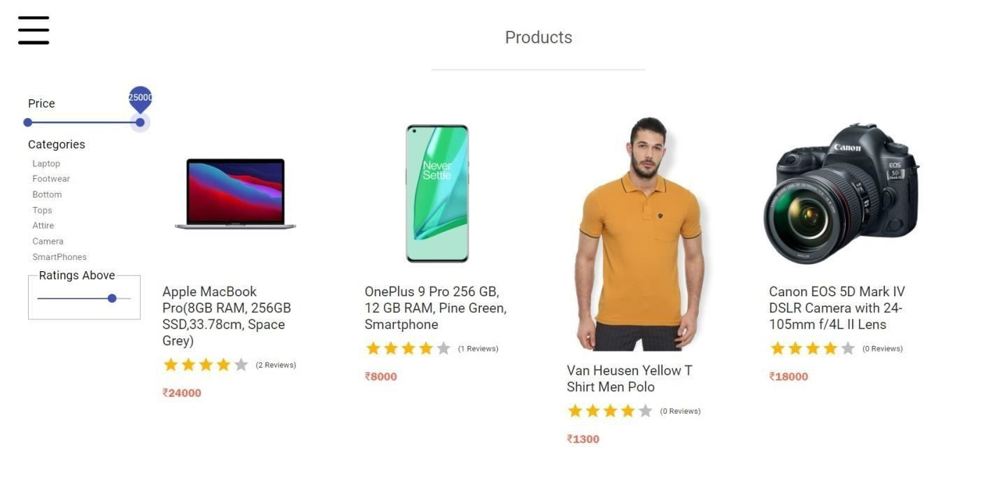 Products
25000
Price
Categories
Laptop
Footwear
Bottom
Tops
Attire
Camera
SmartPhones
Ratings Above
Apple MacBook
Pro(8GB RAM, 256GB
SSD,33.78cm, Space
Grey)
(2 Reviews)
₹24000
Never
Settle
OnePlus 9 Pro 256 GB,
12 GB RAM, Pine Green,
Smartphone
(1 Reviews)
₹8000
Van Heusen Yellow T
Shirt Men Polo
(0 Reviews)
₹1300
Canon
EOS
5D
Mark IV
Canon EOS 5D Mark IV
DSLR Camera with 24-
105mm f/4L II Lens
(0 Reviews)
₹18000